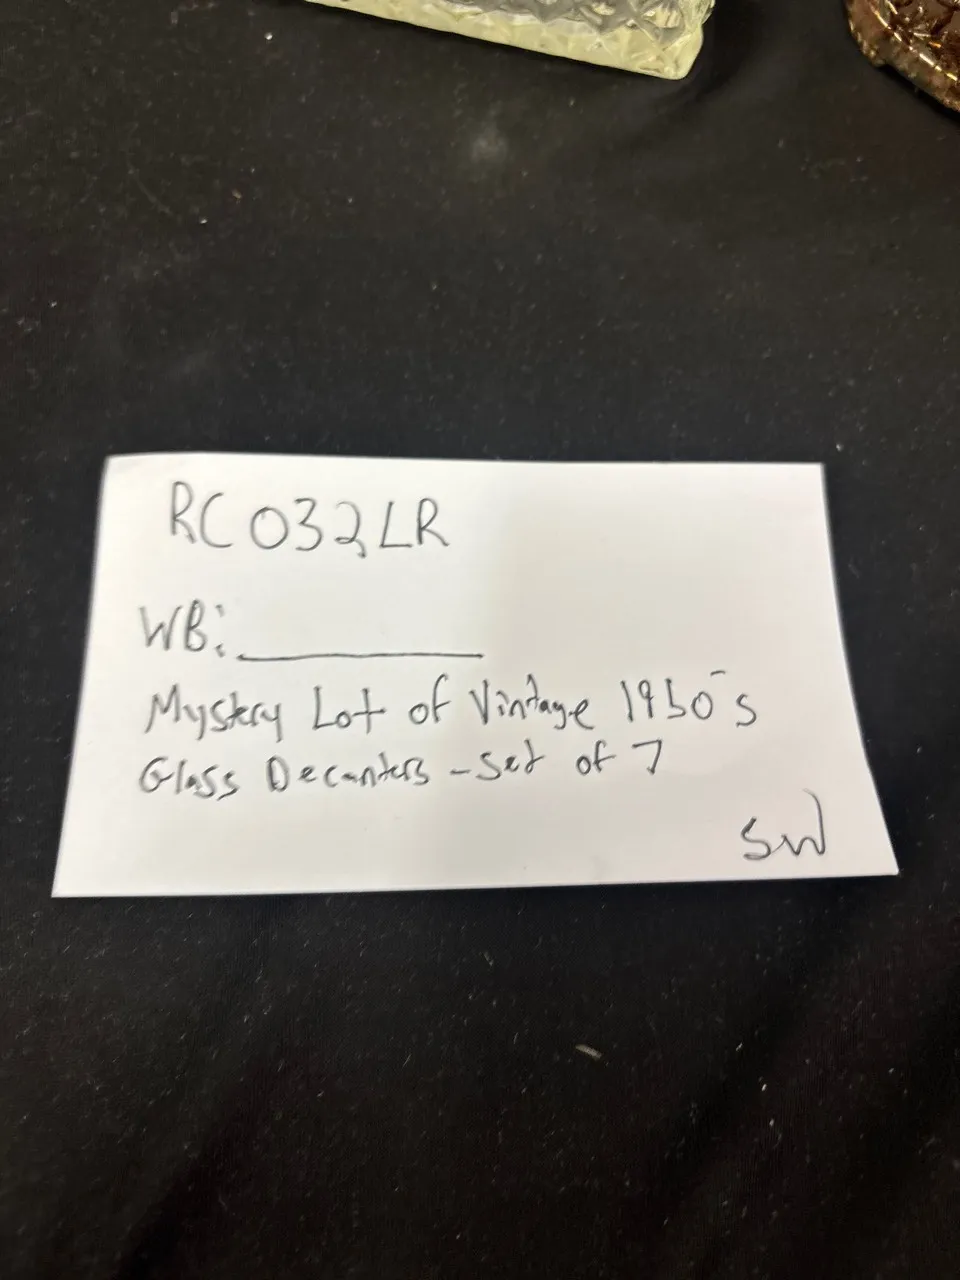 RC032LR
WB:
Mystery Lot of Vintage 1950's
Glass Decanters - set of 7
SW